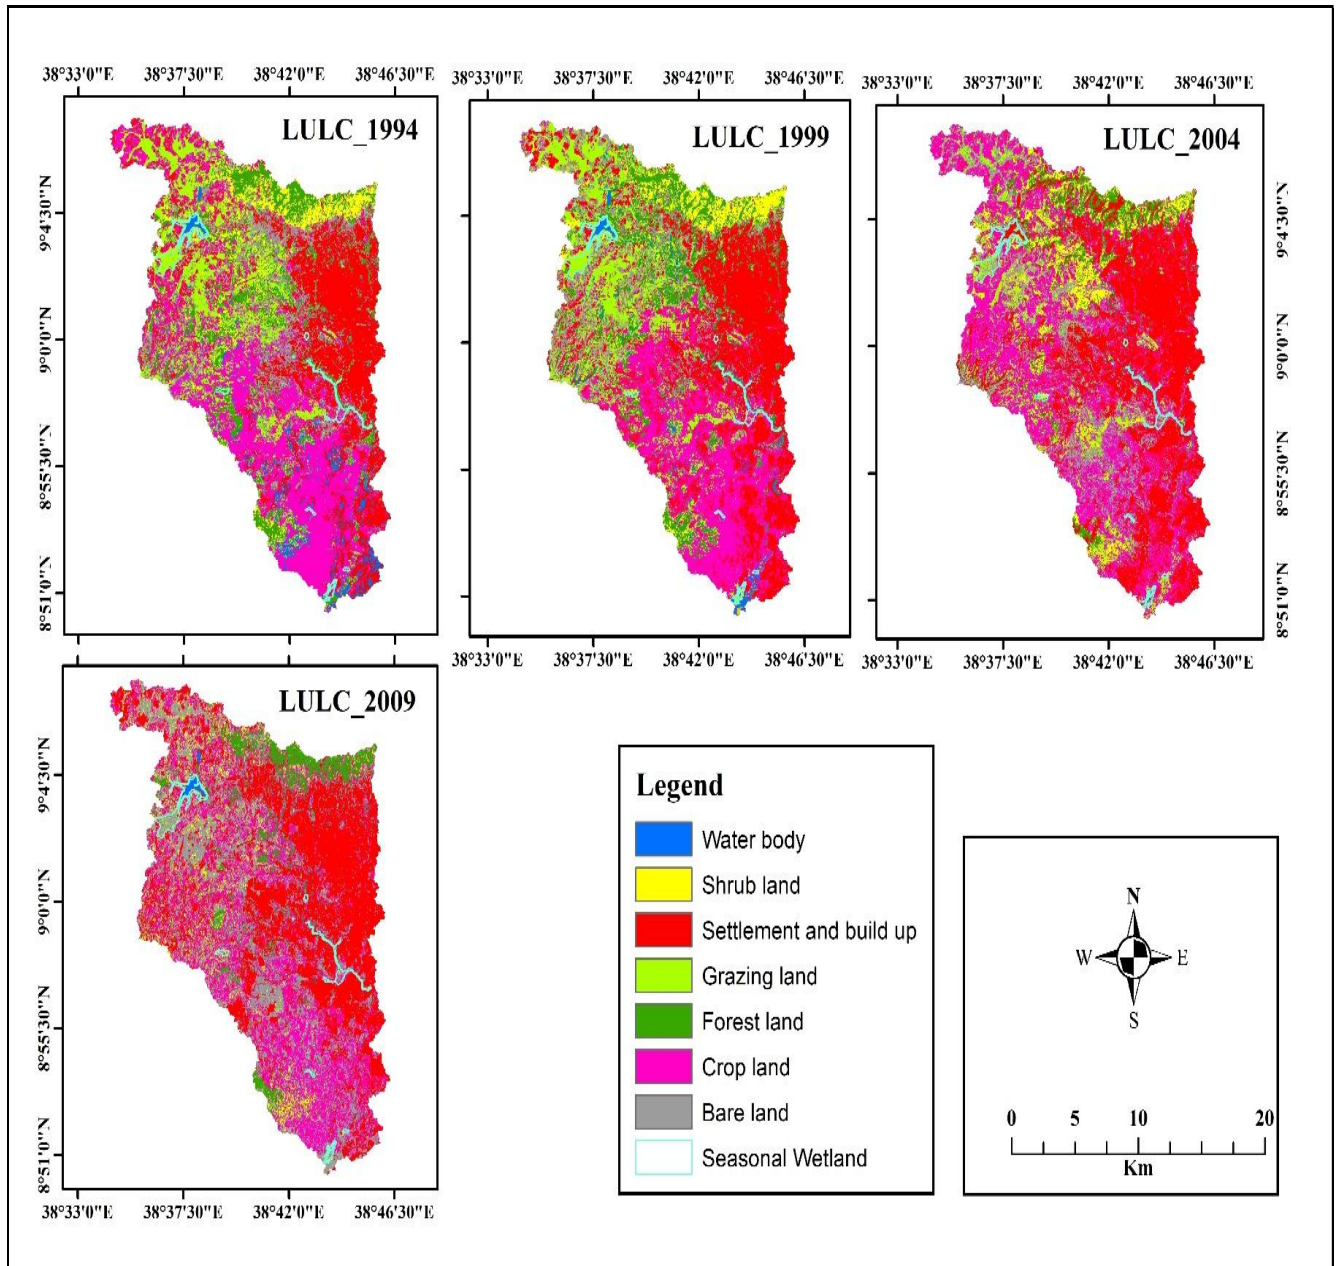 38°33'0"E 38°37'30"E 38°42'0"E 38°46'30"E
38°33'0"E 38°37'30"E 38°42'0"E 38°46'30"E
38°33'0"E 38°37'30"E 38°42'0"E 38°46'30"E
LULC_1994
LULC_1999
LULC_2004
9°4'30"N
9°0'0"N
8°55'30"N
8°51'0"N
9°4'30"N
9°0'0"N
8°55'30"N
8°51'0"N
38°33'0"E 38°37'30"E 38°42'0"E 38°46'30"E
38°33'0"E 38°37'30"E 38°42'0"E 38°46'30"E
LULC_2009
9°4'30"N
9°0'0"N
8°55'30"N
8°51'0"N
38°33'0"E 38°37'30"E 38°42'0"E 38°46'30"E
Legend
Water body
Shrub land
Settlement and build up
Grazing land
Forest land
Crop land
Bare land
Seasonal Wetland
N
W E
S
0 5 10 20
Km